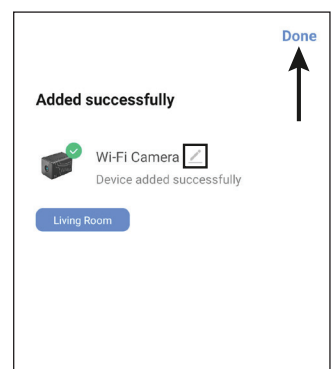 Done
Added successfully
Wi-Fi Camera
Device added successfully
Living Room